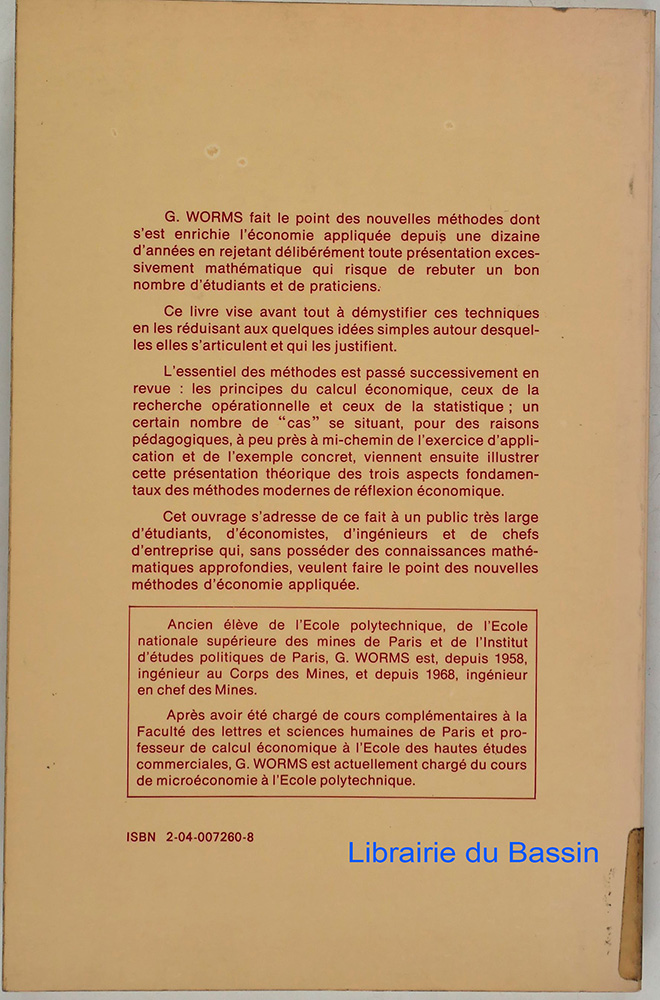 G. WORMS fait le point des nouvelles méthodes dont
s'est enrichie l'économie appliquée depuis une dizaine
d'années en rejetant délibérément toute présentation exces-
sivement mathématique qui risque de rebuter un bon
nombre d'étudiants et de praticiens.
Ce livre vise avant tout à démystifier ces techniques
en les réduisant aux quelques idées simples autour desquel-
les elles s'articulent et qui les justifient.
L'essentiel des méthodes est passé successivement en
revue : les principes du calcul économique, ceux de la
recherche opérationnelle et ceux de la statistique ; un
certain nombre de "cas" se situant, pour des raisons
pédagogiques, à peu près à mi-chemin de l'exercice d'appli-
cation et de l'exemple concret, viennent ensuite illustrer
cette présentation théorique des trois aspects fondamen-
taux des méthodes modernes de réflexion économique.
Cet ouvrage s'adresse de ce fait à un public très large
d'étudiants, d'économistes, d'ingénieurs et de chefs
d'entreprise qui, sans posséder des connaissances mathé-
matiques approfondies, veulent faire le point des nouvelles
méthodes d'économie appliquée.
Ancien élève de l'Ecole polytechnique, de l'Ecole
nationale supérieure des mines de Paris et de l'Institut
d'études politiques de Paris, G. WORMS est, depuis 1958,
ingénieur au Corps des Mines, et depuis 1968, ingénieur
en chef des Mines.
Après avoir été chargé de cours complémentaires à la
Faculté des lettres et sciences humaines de Paris et pro-
fesseur de calcul économique à l'Ecole des hautes études
commerciales, G. WORMS est actuellement chargé du cours
de microéconomie à l'Ecole polytechnique.
ISBN 2-04-007260-8
Librairie du Bassin